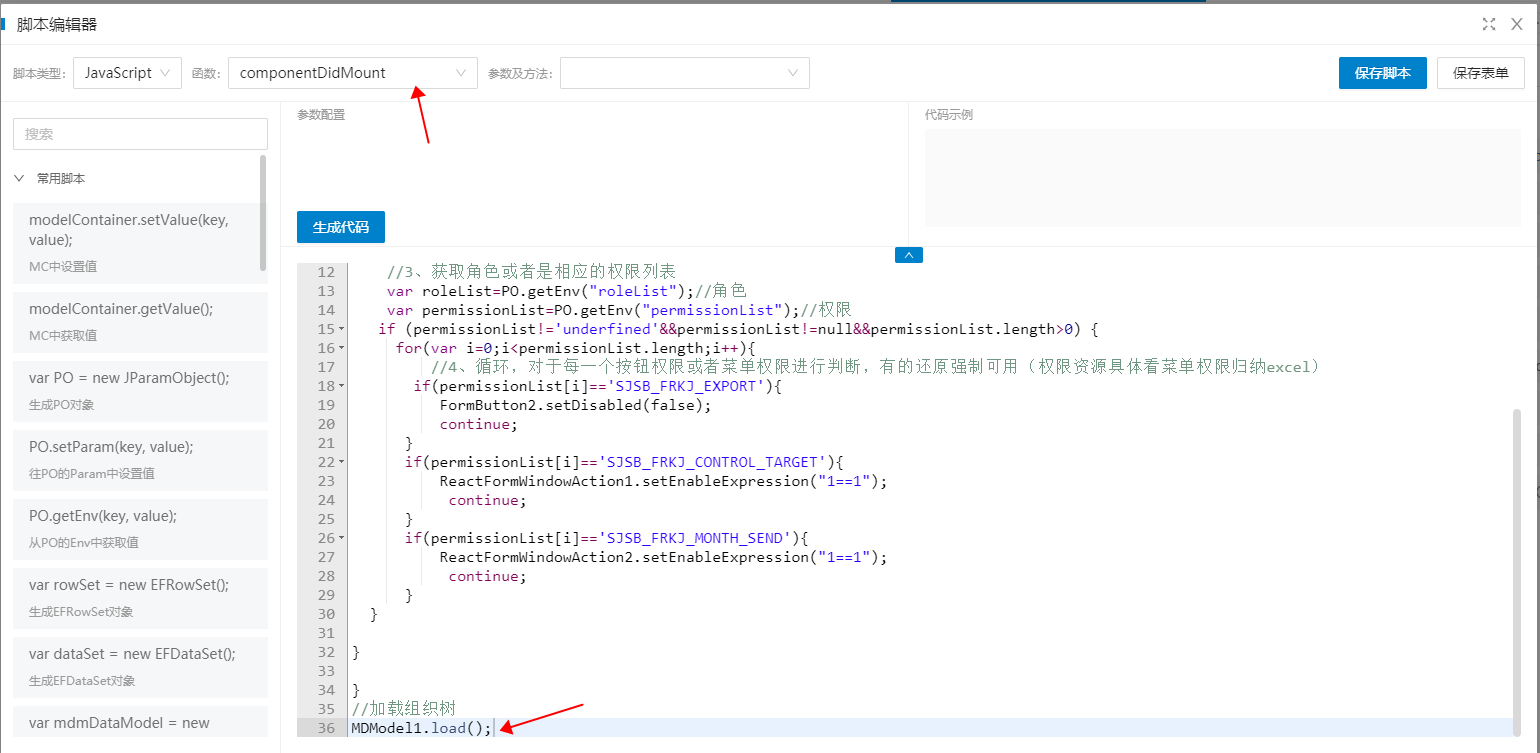 脚本编辑器
脚本类型: JavaScript 函数: componentDidMount 参数及方法: 保存脚本 保存表单
搜索
常用脚本
modelContainer.setValue(key,
value);
MC中设置值
modelContainer.getValue();
MC中获取值
var PO = new JParamObject();
生成PO对象
PO.setParam(key, value);
往PO的Param中设置值
PO.getEnv(key, value);
从PO的Env中获取值
var rowSet = new EFRowSet();
生成EFRowSet对象
var dataSet = new EFDataSet();
生成EFDataSet对象
var mdmDataModel = new
参数配置
生成代码
代码示例
12 //3、获取角色或者是相应的权限列表
13 var roleList=PO.getEnv("roleList");//角色
14 var permissionList=PO.getEnv("permissionList");//权限
15 if (permissionList!='underfined'&&permissionList!=null&&permissionList.length>0) {
16 for(var i=0;i<permissionList.length;i++){
17 //4、循环，对于每一个按钮权限或者菜单权限进行判断，有的还原强制可用（权限资源具体看菜单权限归纳excel）
18 if(permissionList[i]=='SJSB_FRKJ_EXPORT'){
19 FormButton2.setDisabled(false);
20 continue;
21 }
22 if(permissionList[i]=='SJSB_FRKJ_CONTROL_TARGET'){
23 ReactFormWindowAction1.setEnableExpression("1==1");
24 continue;
25 }
26 if(permissionList[i]=='SJSB_FRKJ_MONTH_SEND'){
27 ReactFormWindowAction2.setEnableExpression("1==1");
28 continue;
29 }
30 }
31
32 }
33
34 }
35 //加载组织树
36 MDModel1.load();